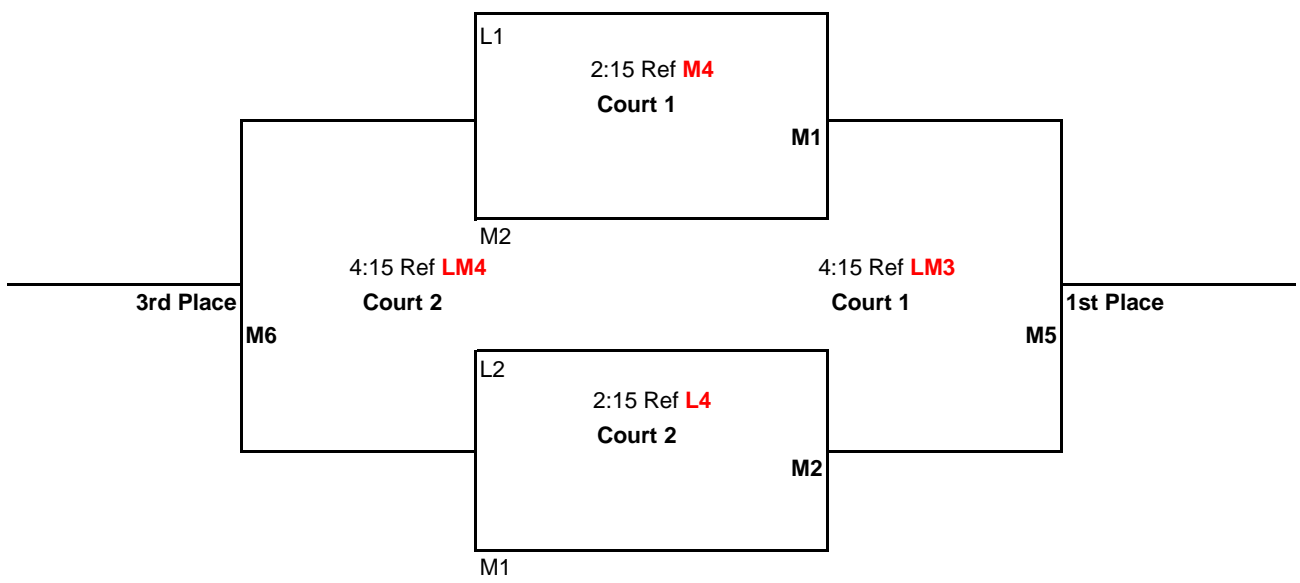 L1
2:15 Ref M4
Court 1
M1
M2
4:15 Ref LM4
4:15 Ref LM3
3rd Place
Court 2
Court 1
1st Place
M6
M5
L2
2:15 Ref L4
Court 2
M2
M1